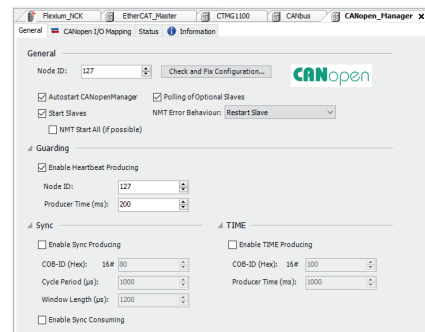 Flexium_NCK EtherCAT_Master CTMG1100 CANbus CANopen_Manager x
General CANopen I/O Mapping Status Information
General
Node ID: 127 Check and Fix Configuration... CANopen
Autostart CANopenManager Polling of Optional Slaves
Start Slaves NMT Error Behaviour: Restart Slave
NMT Start All (if possible)
Guarding
Enable Heartbeat Producing
Node ID: 127
Producer Time (ms): 200
Sync TIME
Enable Sync Producing Enable TIME Producing
COB-ID (Hex): 16# 80 COB-ID (Hex): 16# 100
Cycle Period (µs): 1000 Producer Time (ms): 1000
Window Length (µs): 1200
Enable Sync Consuming